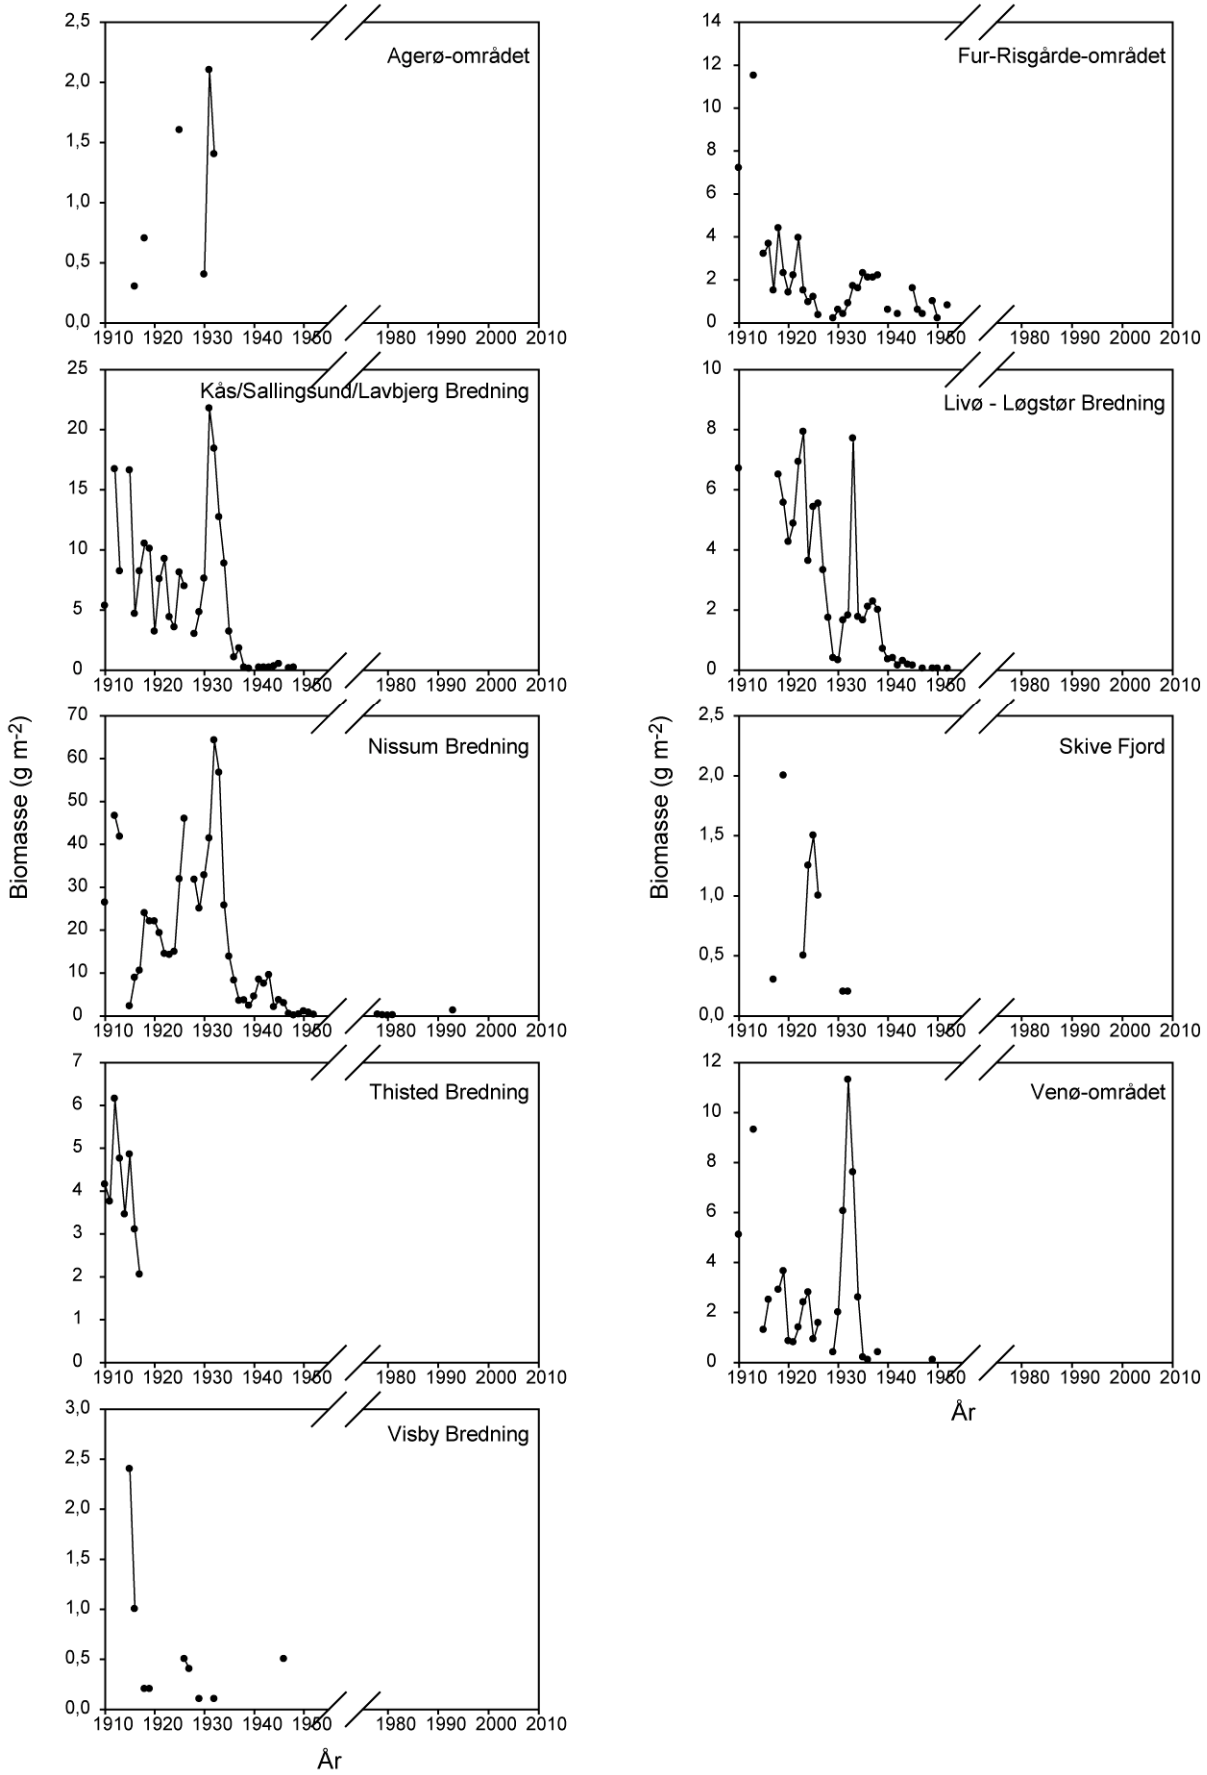 2,5
2,0
1,5
1,0
0,5
0,0
Agerø-området
1910 1920 1930 1940 1950 1980 1990 2000 2010
14
12
10
8
6
4
2
0
Fur-Risgårde-området
1910 1920 1930 1940 1950 1980 1990 2000 2010
25
20
15
10
5
0
Kås/Sallingsund/Lavbjerg Bredning
1910 1920 1930 1940 1950 1980 1990 2000 2010
10
8
6
4
2
0
Livø - Løgstør Bredning
1910 1920 1930 1940 1950 1980 1990 2000 2010
Biomasse (g m-2)
70
60
50
40
30
20
10
0
Nissum Bredning
1910 1920 1930 1940 1950 1980 1990 2000 2010
Biomasse (g m-2)
2,5
2,0
1,5
1,0
0,5
0,0
Skive Fjord
1910 1920 1930 1940 1950 1980 1990 2000 2010
7
6
5
4
3
2
1
0
Thisted Bredning
1910 1920 1930 1940 1950 1980 1990 2000 2010
12
10
8
6
4
2
0
Venø-området
1910 1920 1930 1940 1950 1980 1990 2000 2010
År
3,0
2,5
2,0
1,5
1,0
0,5
0,0
Visby Bredning
1910 1920 1930 1940 1950 1980 1990 2000 2010
År